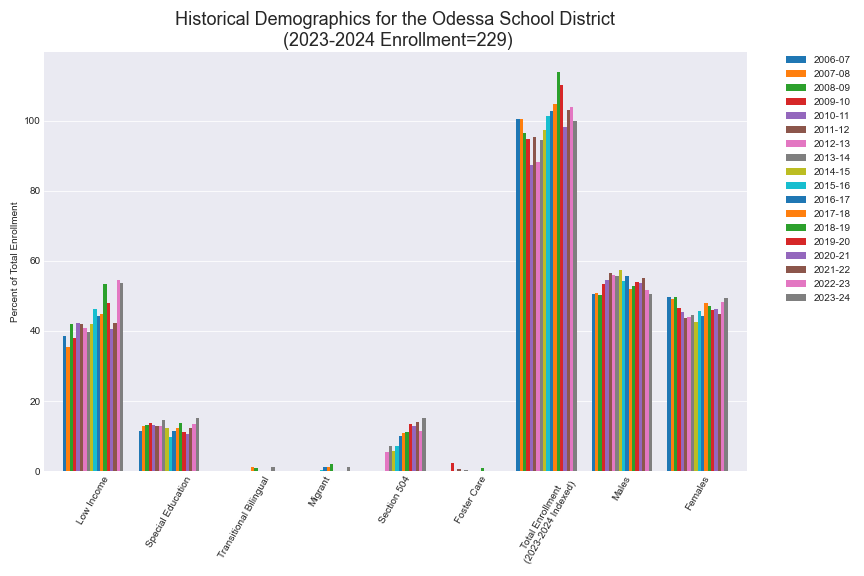 Historical Demographics for the Odessa School District
(2023-2024 Enrollment=229)
Percent of Total Enrollment
100
80
60
40
20
0
Low Income
Special Education
Transitional Bilingual
Migrant
Section 504
Foster Care
Total Enrollment
(2023-2024 Indexed)
Males
Females
2006-07
2007-08
2008-09
2009-10
2010-11
2011-12
2012-13
2013-14
2014-15
2015-16
2016-17
2017-18
2018-19
2019-20
2020-21
2021-22
2022-23
2023-24